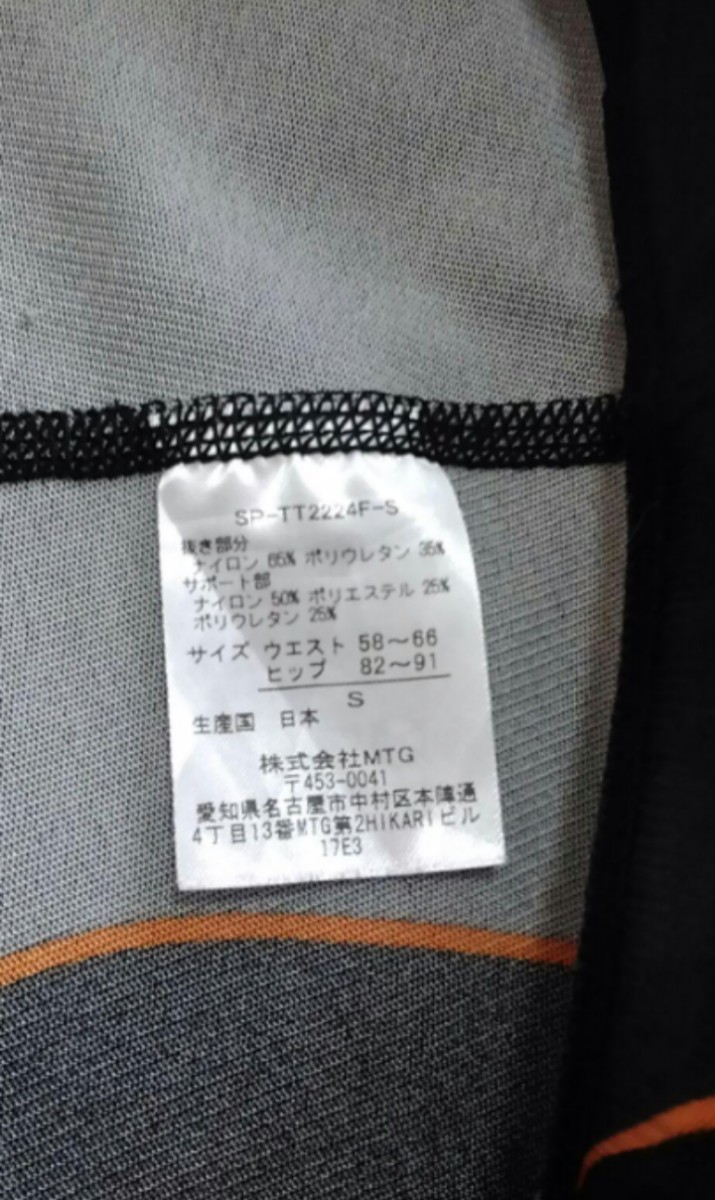 SP-TT2224F-S
抜き部分
ナイロン 65% ポリウレタン 35%
サポート部
ナイロン 50% ポリエステル 25%
ポリウレタン 25%
サイズ ウエスト 58～66
ヒップ 82～91
S
生産国 日本
株式会社MTG
〒453-0041
愛知県名古屋市中村区本陣通
4丁目13番MTG第2HIKARIビル
17E3